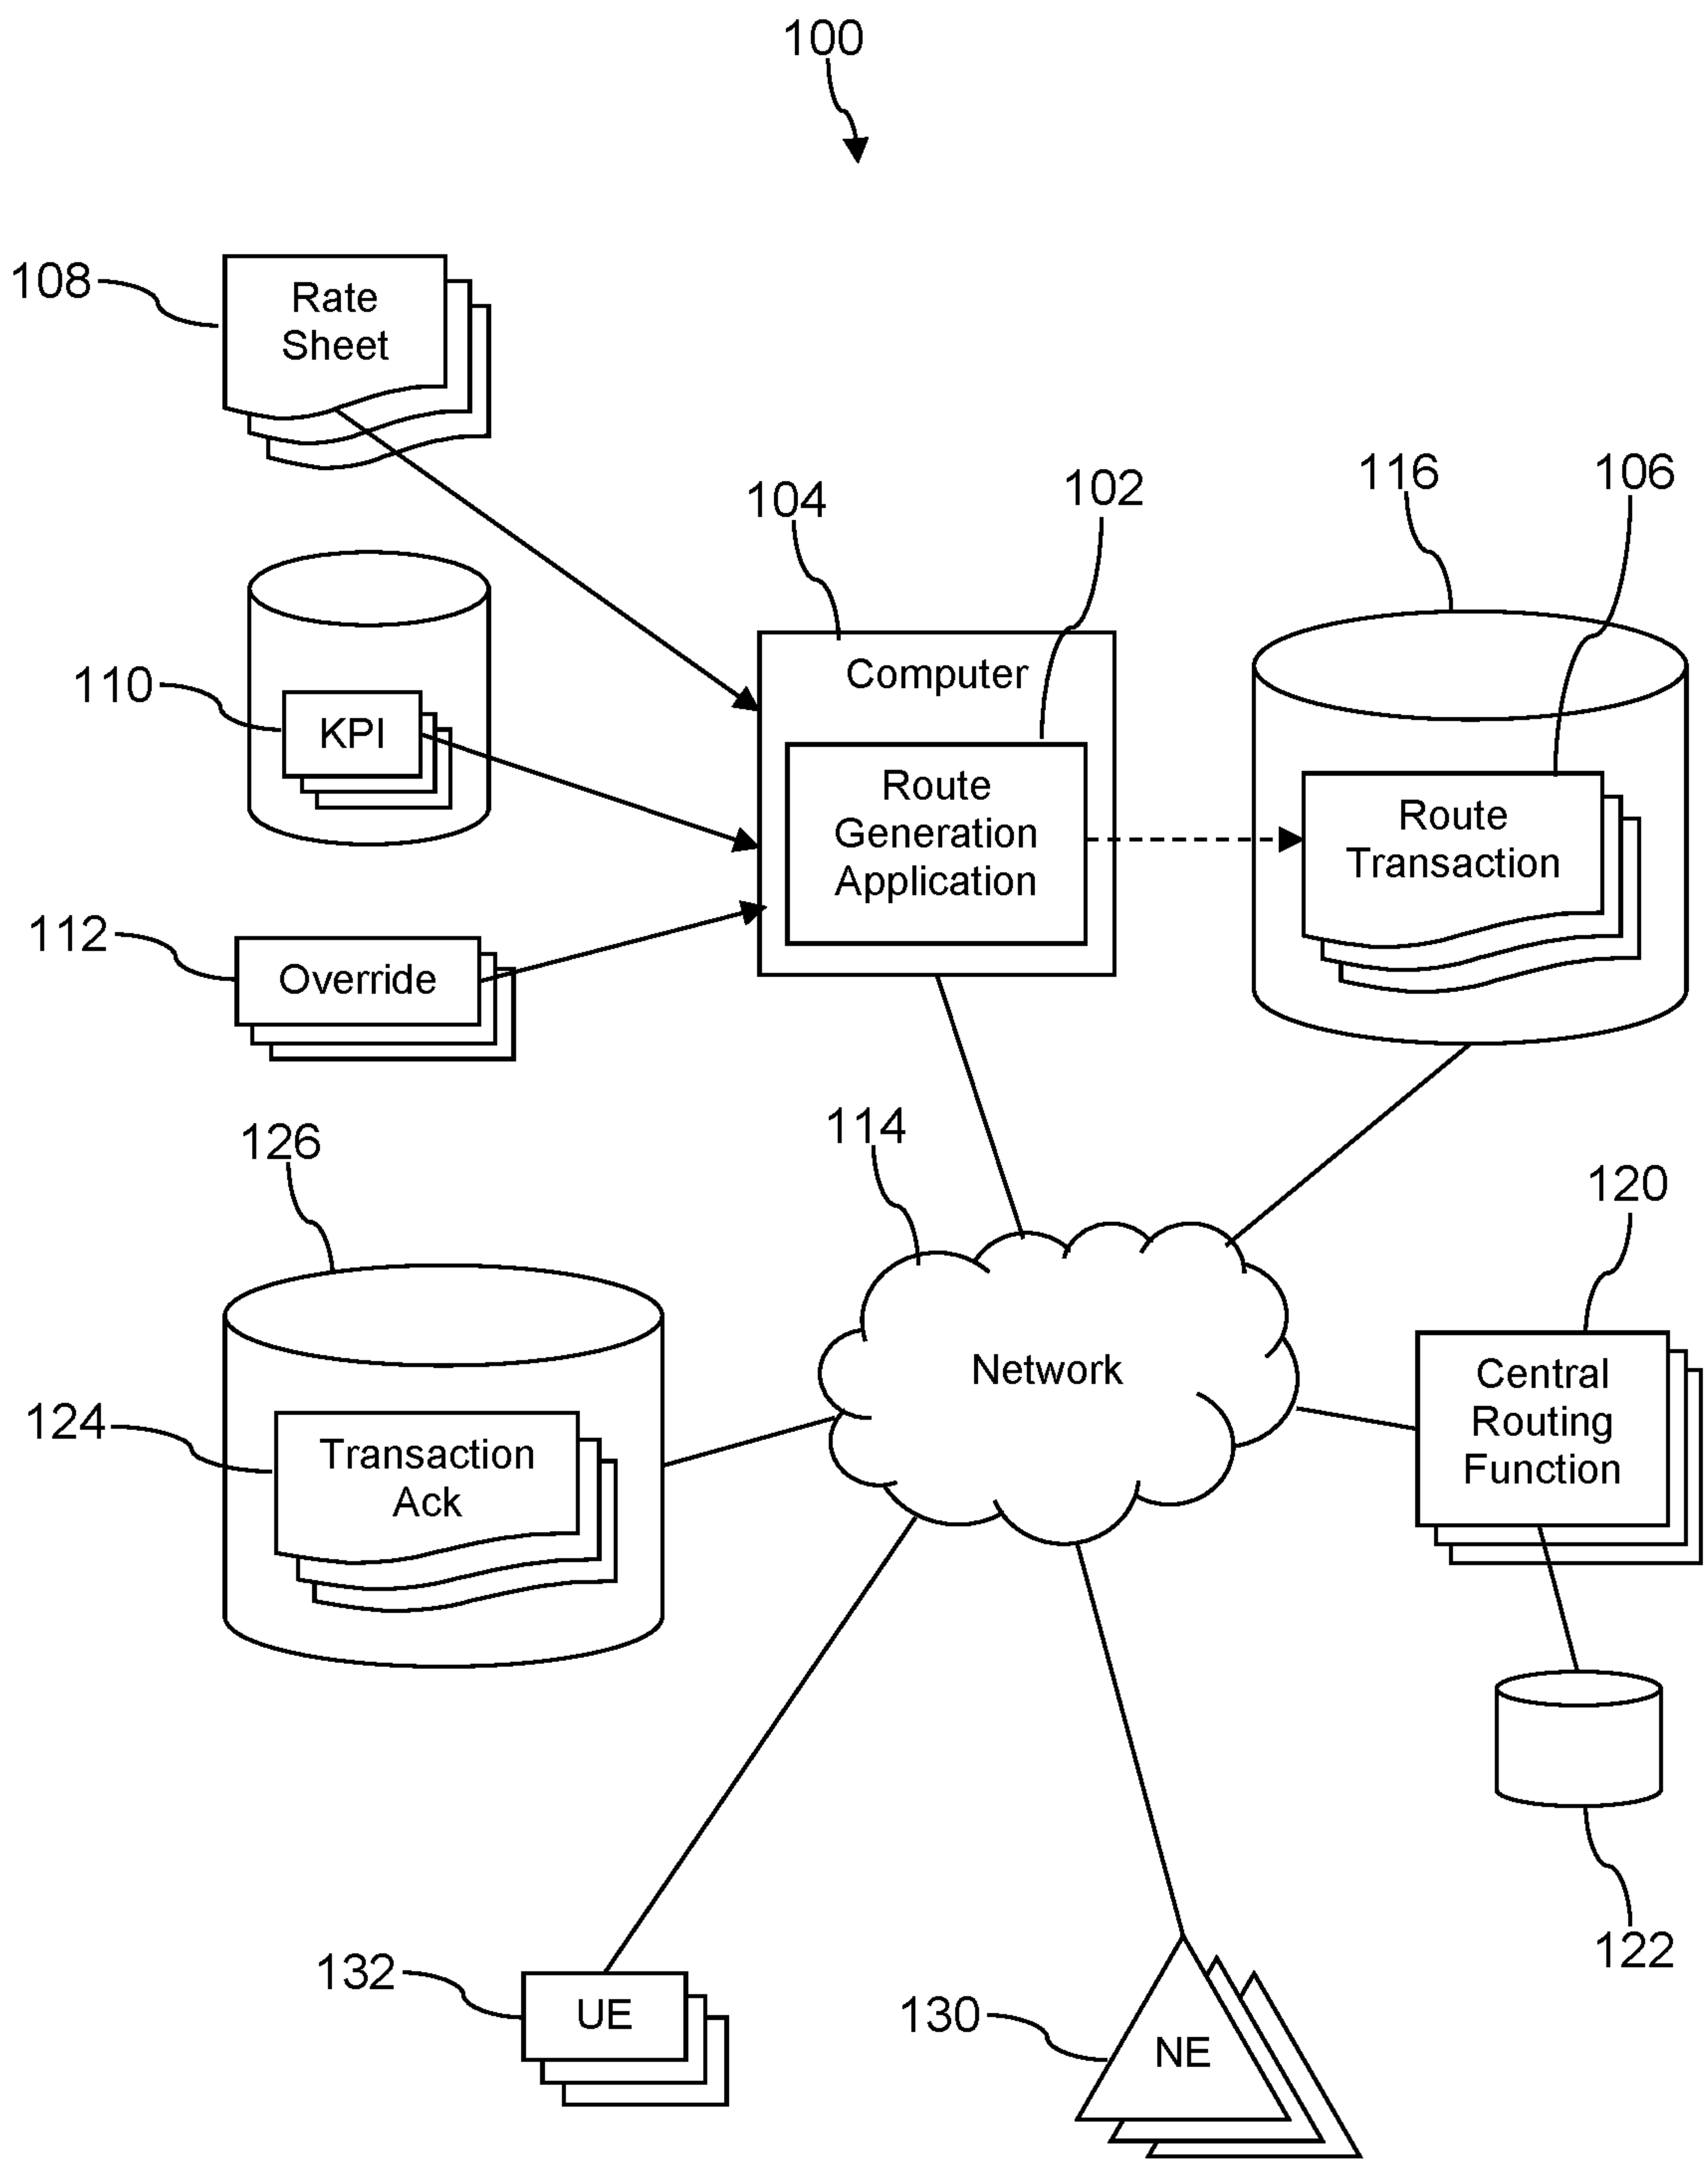 100
108
Rate
Sheet
104
102
116
106
110
KPI
Computer
Route
Generation
Application
Route
Transaction
112
Override
126
114
120
Network
Central
Routing
Function
124
Transaction
Ack
122
132
UE
130
NE